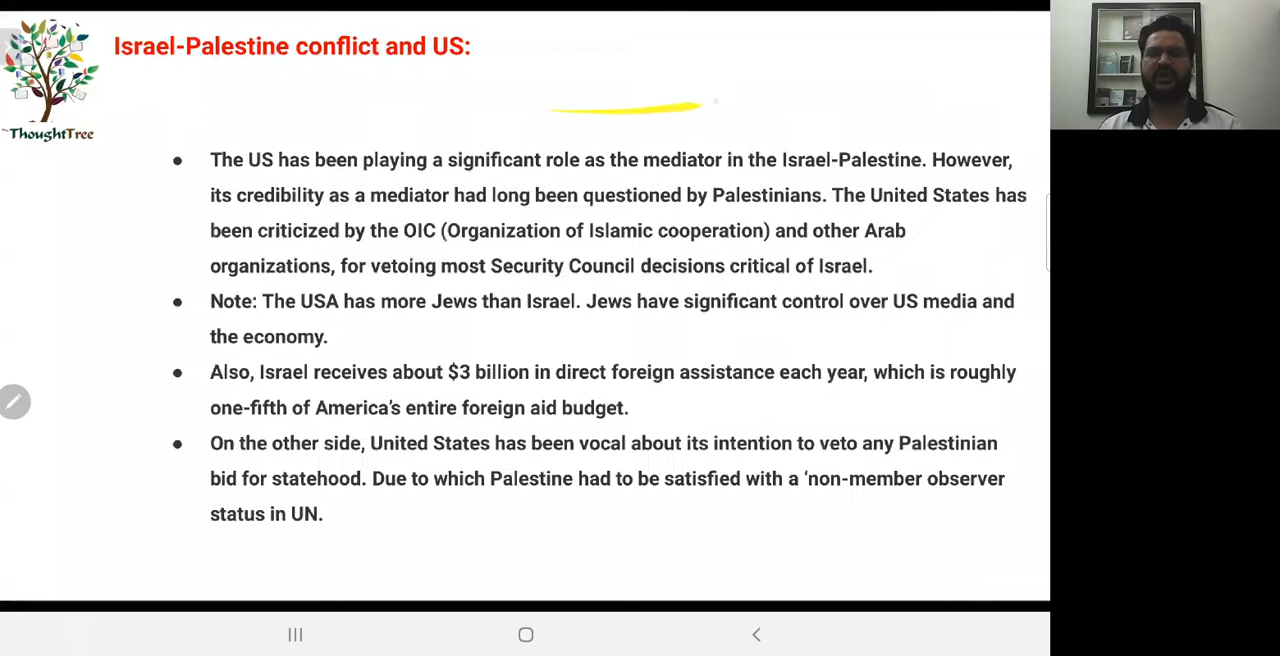 Israel-Palestine conflict and US:
ThoughtTree
The US has been playing a significant role as the mediator in the Israel-Palestine. However,
its credibility as a mediator had long been questioned by Palestinians. The United States has
been criticized by the OIC (Organization of Islamic cooperation) and other Arab
organizations, for vetoing most Security Council decisions critical of Israel.
Note: The USA has more Jews than Israel. Jews have significant control over US media and
the economy.
Also, Israel receives about $3 billion in direct foreign assistance each year, which is roughly
one-fifth of America's entire foreign aid budget.
On the other side, United States has been vocal about its intention to veto any Palestinian
bid for statehood. Due to which Palestine had to be satisfied with a ‘non-member observer
status in UN.